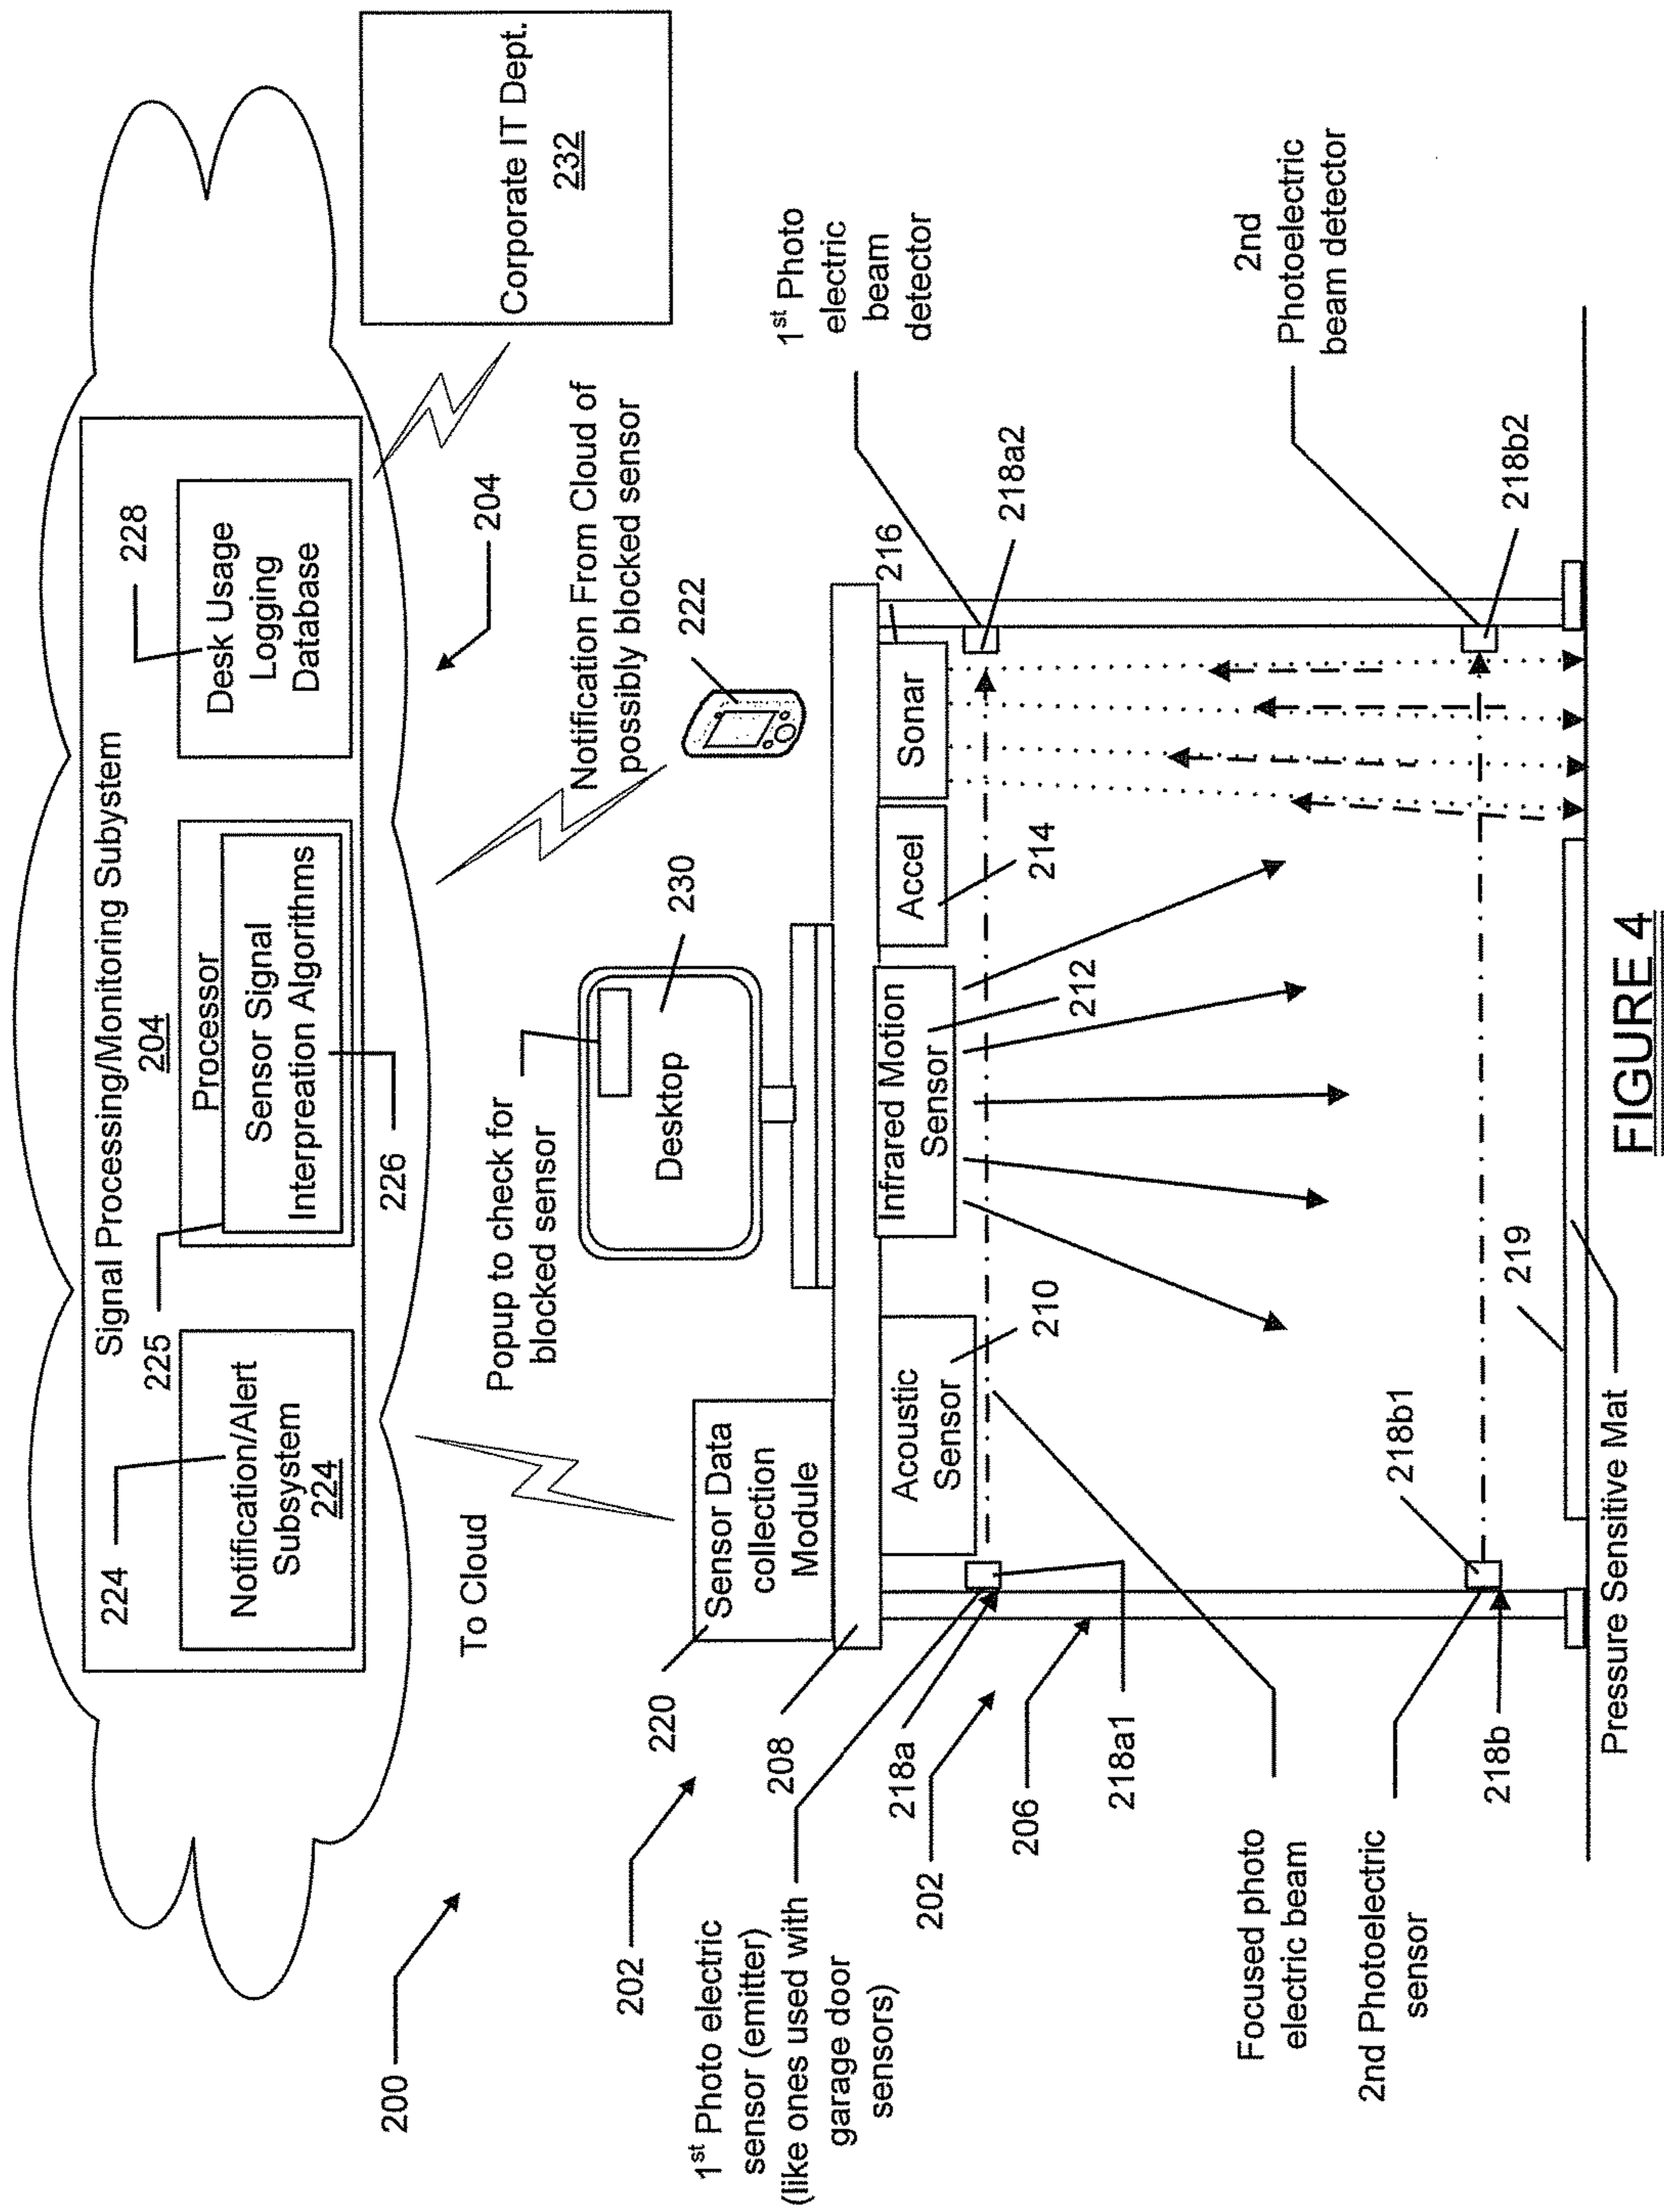 Signal Processing/Monitoring Subystem
204
224
Notification/Alert
Subsystem
224
225
Processor
Sensor Signal
Interpreation Algorithms
226
228
Desk Usage
Logging
Database
204
Corporate IT Dept.
232
200
To Cloud
Popup to check for
blocked sensor
Notification From Cloud of
possibly blocked sensor
222
202
220
Sensor Data
collection
Module
Desktop
230
1st Photo electric
sensor (emitter)
(like ones used with
garage door
sensors)
208
218a
202
206
218a1
Acoustic
Sensor
210
Infrared Motion
Sensor
212
Accel
214
Sonar
216
1st Photo
electric
beam
detector
218a2
Focused photo
electric beam
2nd Photoelectric
sensor
218b
218b1
219
2nd
Photoelectric
beam detector
218b2
Pressure Sensitive Mat
FIGURE 4